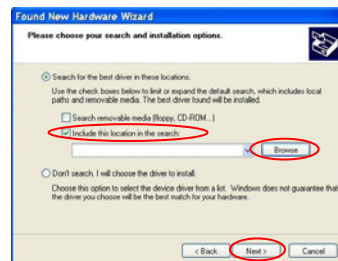 Found New Hardware Wizard
Please choose your search and installation options.
Search for the best driver in these locations.
Use the check boxes below to limit or expand the default search, which includes local
paths and removable media. The best driver found will be installed.
Search removable media (floppy, CD-ROM...)
Include this location in the search:
Browse
Don't search. I will choose the driver to install.
Choose this option to select the device driver from a list. Windows does not guarantee that
the driver you choose will be the best match for your hardware.
< Back
Next >
Cancel